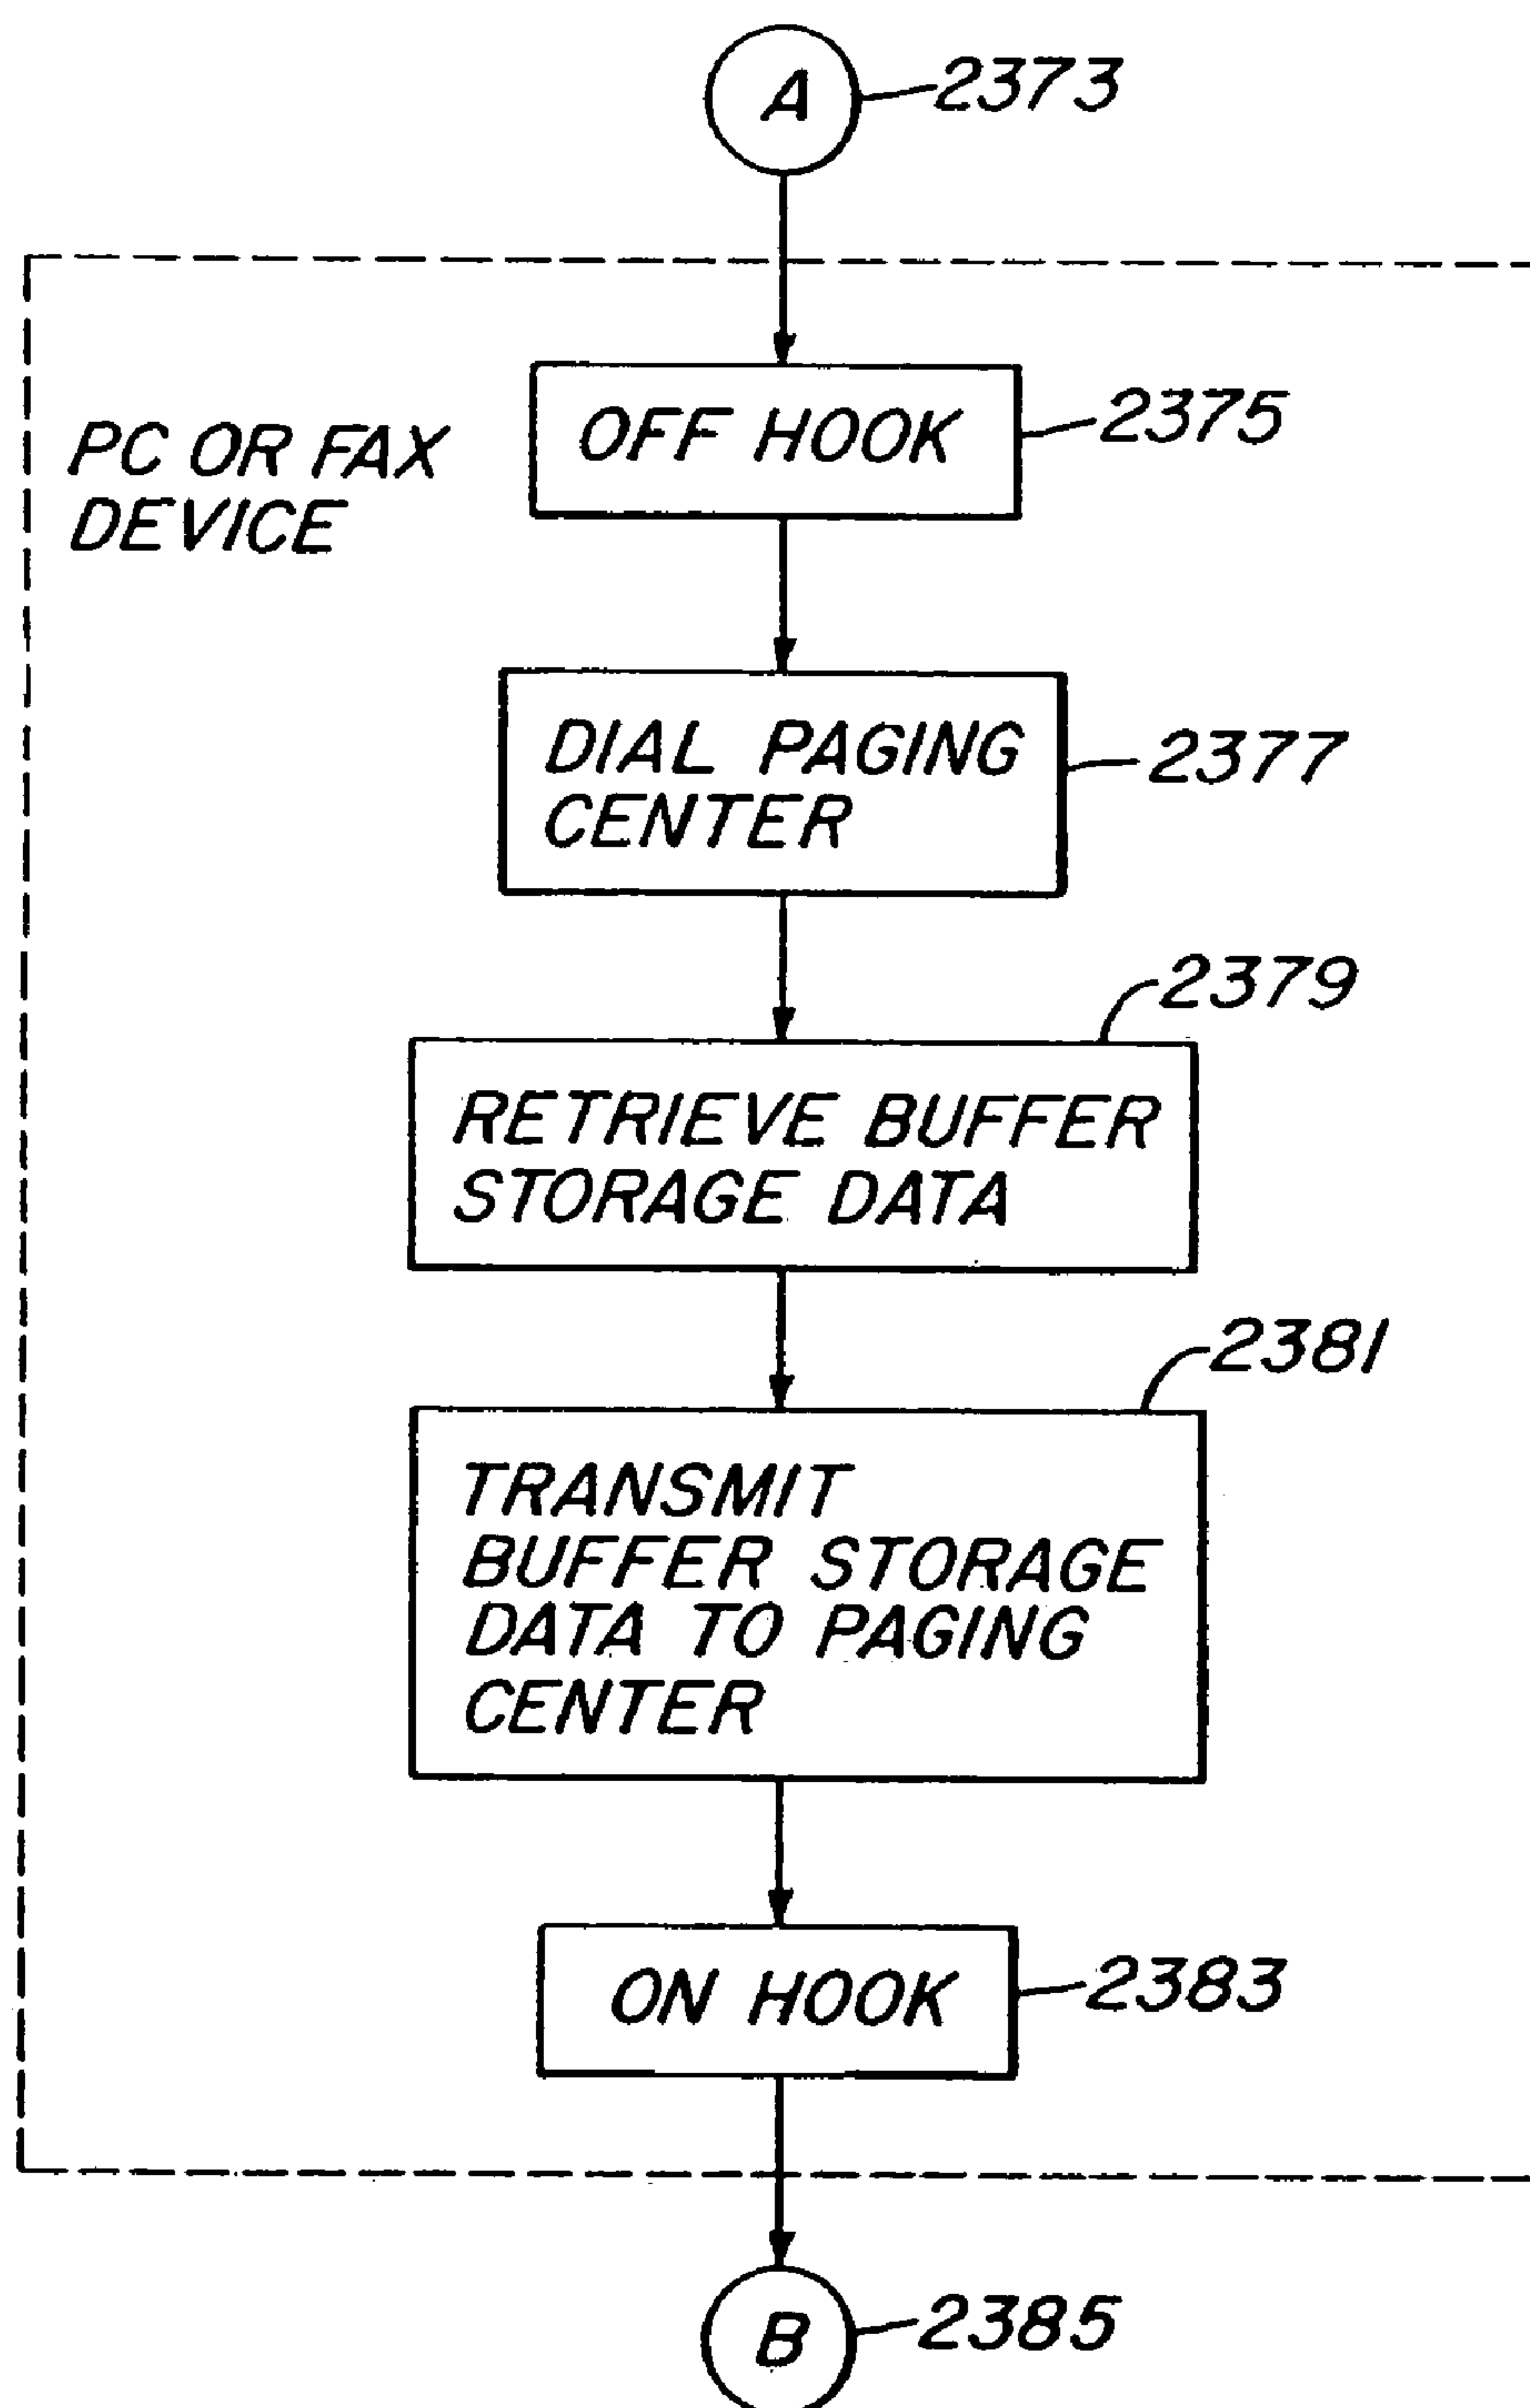 A
2373
OFF HOOK
2375
PC OR FAX
DEVICE
DIAL PAGING
CENTER
2377
2379
RETRIEVE BUFFER
STORAGE DATA
2381
TRANSMIT
BUFFER STORAGE
DATA TO PAGING
CENTER
ON HOOK
2383
B
2385